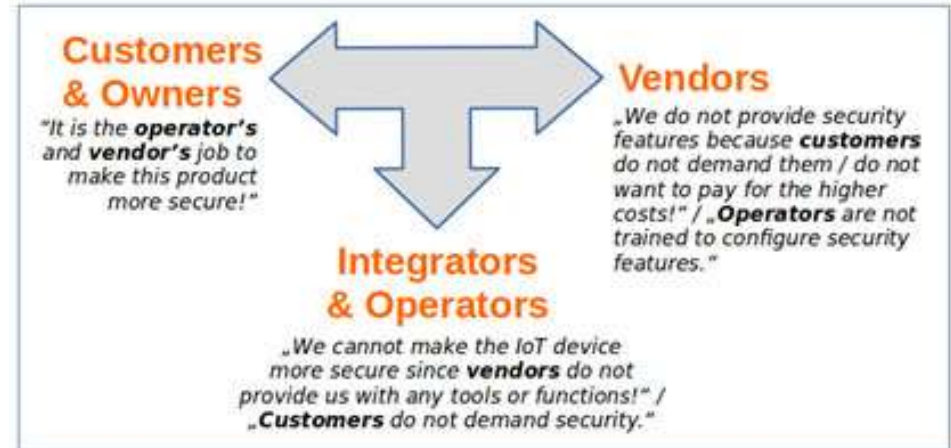 Customers
& Owners
"It is the operator's
and vendor's job to
make this product
more secure!"
Vendors
„We do not provide security
features because customers
do not demand them / do not
want to pay for the higher
costs!" / „Operators are not
trained to configure security
features."
Integrators
& Operators
„We cannot make the IoT device
more secure since vendors do not
provide us with any tools or functions!" /
„Customers do not demand security."